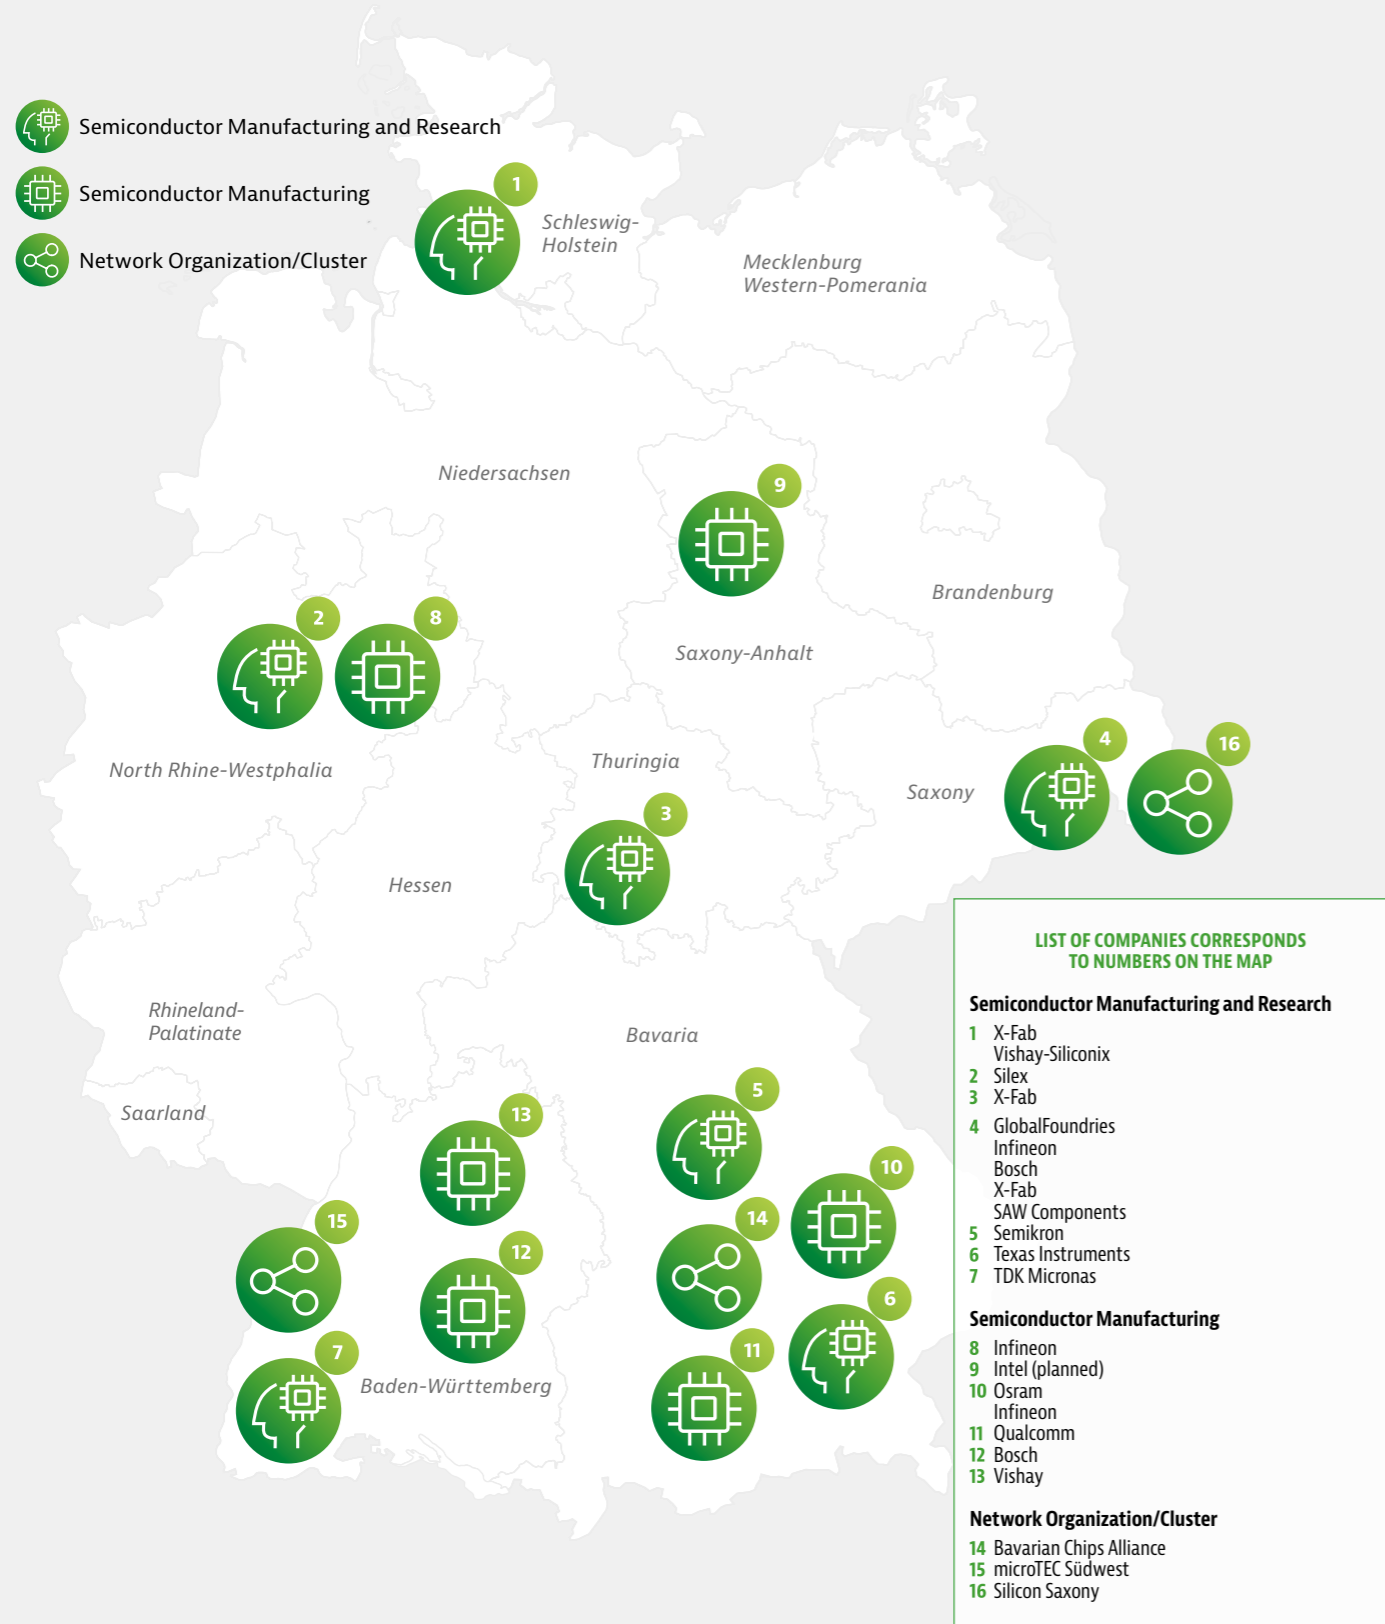 Semiconductor Manufacturing and Research
Semiconductor Manufacturing
Network Organization/Cluster
1
Schleswig-
Holstein
Mecklenburg
Western-Pomerania
Niedersachsen
9
Brandenburg
2
8
Saxony-Anhalt
North Rhine-Westphalia
Thuringia
4
16
Saxony
3
Hessen
Rhineland-
Palatinate
Bavaria
Saarland
5
13
10
15
14
12
6
7
11
Baden-Württemberg
LIST OF COMPANIES CORRESPONDS
TO NUMBERS ON THE MAP
Semiconductor Manufacturing and Research
1 X-Fab
Vishay-Siliconix
2 Silex
3 X-Fab
4 GlobalFoundries
Infineon
Bosch
X-Fab
SAW Components
5 Semikron
6 Texas Instruments
7 TDK Micronas
Semiconductor Manufacturing
8 Infineon
9 Intel (planned)
10 Osram
Infineon
11 Qualcomm
12 Bosch
13 Vishay
Network Organization/Cluster
14 Bavarian Chips Alliance
15 microTEC Südwest
16 Silicon Saxony